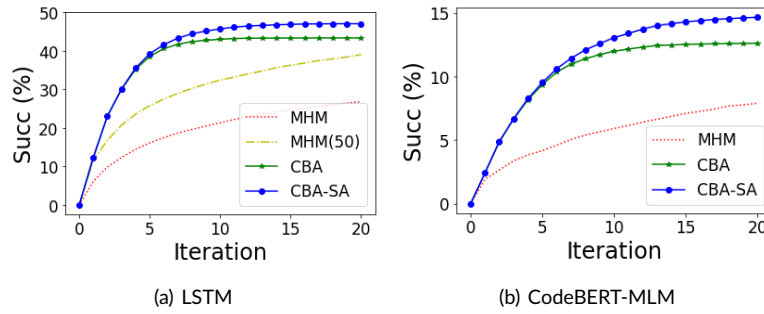 50
40
30
20
10
0
Succ (%)
MHM
MHM(50)
CBA
CBA-SA
0 5 10 15 20
Iteration
(a) LSTM
15
10
5
0
Succ (%)
MHM
CBA
CBA-SA
0 5 10 15 20
Iteration
(b) CodeBERT-MLM